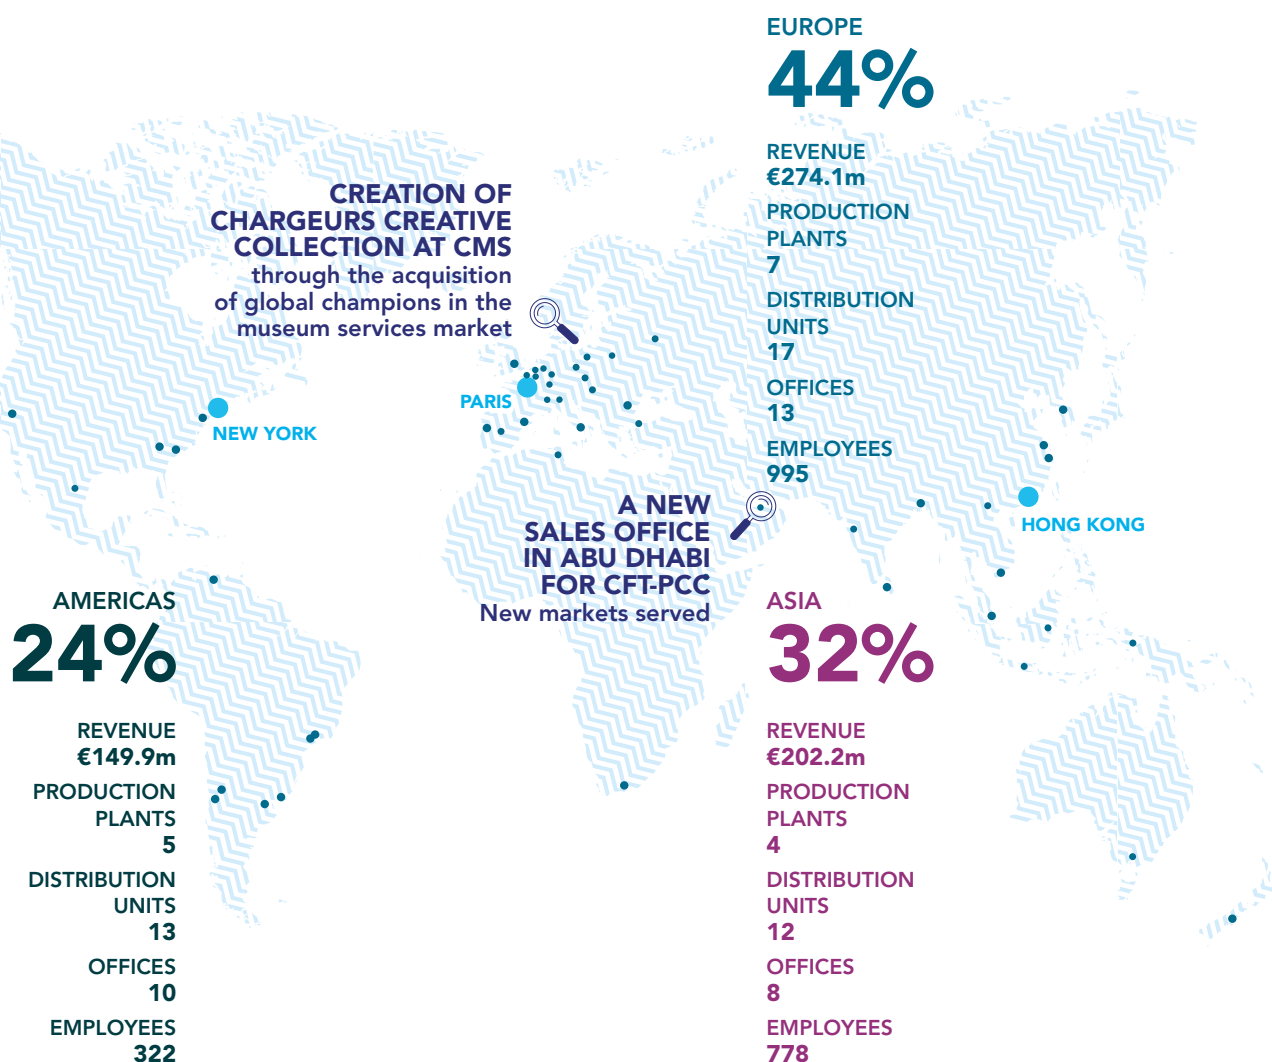 EUROPE
44%
REVENUE
€274.1m
PRODUCTION
PLANTS
7
DISTRIBUTION
UNITS
17
OFFICES
13
EMPLOYEES
995
CREATION OF
CHARGEURS CREATIVE
COLLECTION AT CMS
through the acquisition
of global champions in the
museum services market
PARIS
NEW YORK
HONG KONG
A NEW
SALES OFFICE
IN ABU DHABI
FOR CFT-PCC
New markets served
AMERICAS
24%
REVENUE
€149.9m
PRODUCTION
PLANTS
5
DISTRIBUTION
UNITS
13
OFFICES
10
EMPLOYEES
322
ASIA
32%
REVENUE
€202.2m
PRODUCTION
PLANTS
4
DISTRIBUTION
UNITS
12
OFFICES
8
EMPLOYEES
778